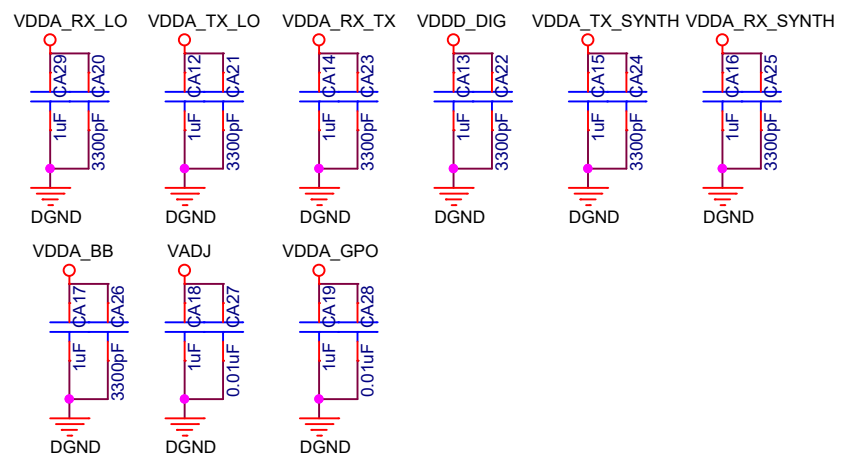 VDDA_RX_LO
VDDA_TX_LO
VDDA_RX_TX
VDDD_DIG
VDDA_TX_SYNTH
VDDA_RX_SYNTH
CA29
CA20
CA12
CA21
CA14
CA23
CA13
CA22
CA15
CA24
CA16
CA25
1uF
3300pF
1uF
3300pF
1uF
3300pF
1uF
3300pF
1uF
3300pF
1uF
3300pF
DGND
DGND
DGND
DGND
DGND
DGND
VDDA_BB
VADJ
VDDA_GPO
CA17
CA26
CA18
CA27
CA19
CA28
1uF
3300pF
1uF
0.01uF
1uF
0.01uF
DGND
DGND
DGND